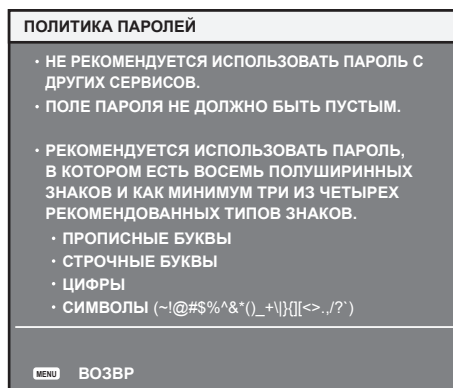 ПОЛИТИКА ПАРОЛЕЙ
· НЕ РЕКОМЕНДУЕТСЯ ИСПОЛЬЗОВАТЬ ПАРОЛЬ С
ДРУГИХ СЕРВИСОВ.
· ПОЛЕ ПАРОЛЯ НЕ ДОЛЖНО БЫТЬ ПУСТЫМ.
· РЕКОМЕНДУЕТСЯ ИСПОЛЬЗОВАТЬ ПАРОЛЬ,
В КОТОРОМ ЕСТЬ ВОСЕМЬ ПОЛУШИРИННЫХ
ЗНАКОВ И КАК МИНИМУМ ТРИ ИЗ ЧЕТЫРЕХ
РЕКОМЕНДОВАННЫХ ТИПОВ ЗНАКОВ.
· ПРОПИСНЫЕ БУКВЫ
· СТРОЧНЫЕ БУКВЫ
· ЦИФРЫ
· СИМВОЛЫ (~!@#$%^&*()_+\|}{][<>.,/?`)
MENU ВОЗВР